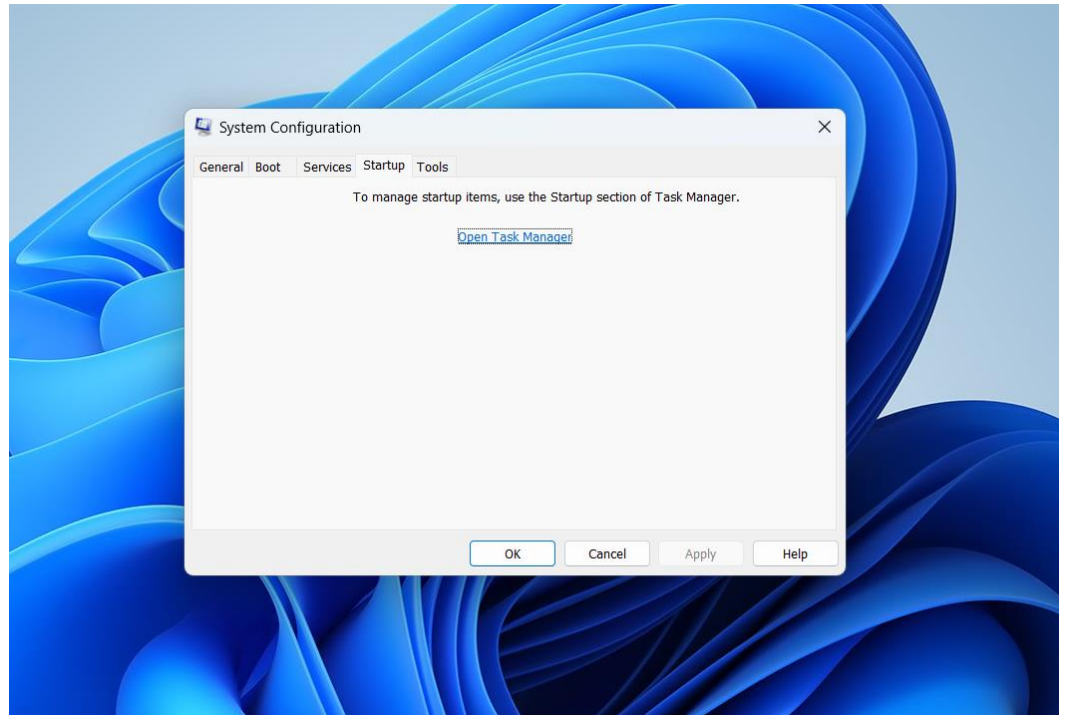 System Configuration
General Boot Services Startup Tools
To manage startup items, use the Startup section of Task Manager.
Open Task Manager
OK Cancel Apply Help